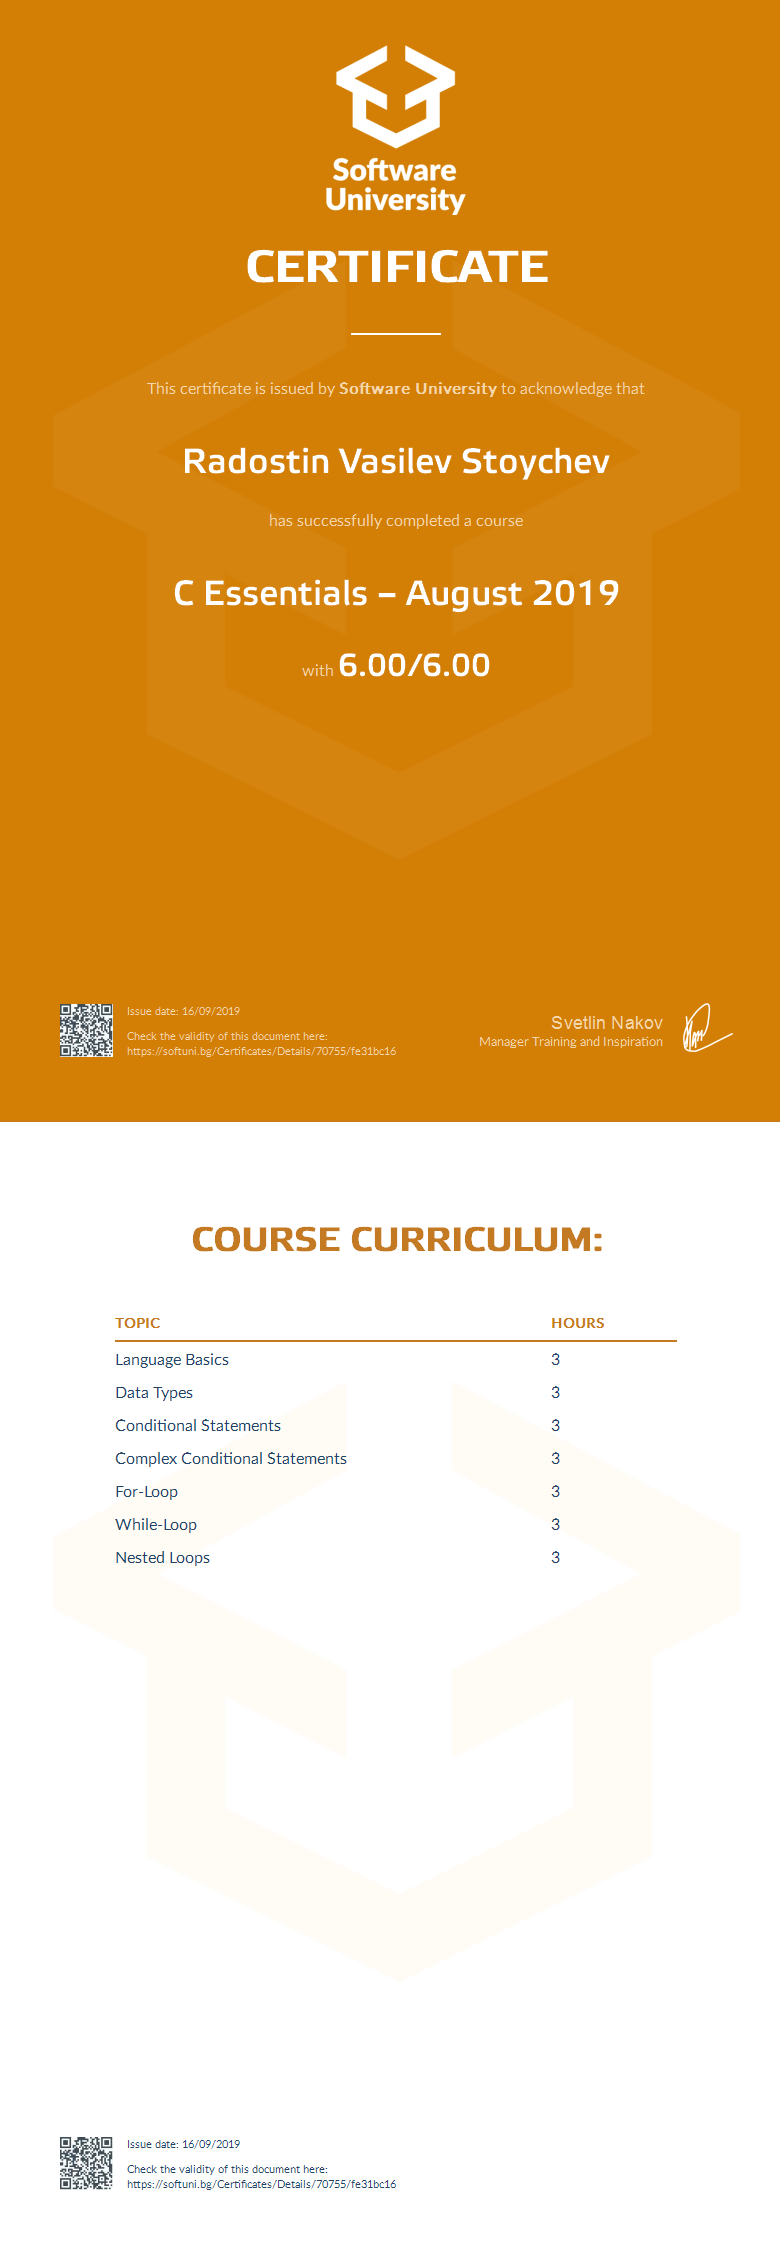 Software
University
CERTIFICATE
This certificate is issued by Software University to acknowledge that
Radostin Vasilev Stoychev
has successfully completed a course
C Essentials – August 2019
with 6.00/6.00
Issue date: 16/09/2019
Check the validity of this document here:
https://softuni.bg/Certificates/Details/70755/fe31bc16
Svetlin Nakov
Manager Training and Inspiration
COURSE CURRICULUM:
TOPIC HOURS
Language Basics 3
Data Types 3
Conditional Statements 3
Complex Conditional Statements 3
For-Loop 3
While-Loop 3
Nested Loops 3
Issue date: 16/09/2019
Check the validity of this document here:
https://softuni.bg/Certificates/Details/70755/fe31bc16